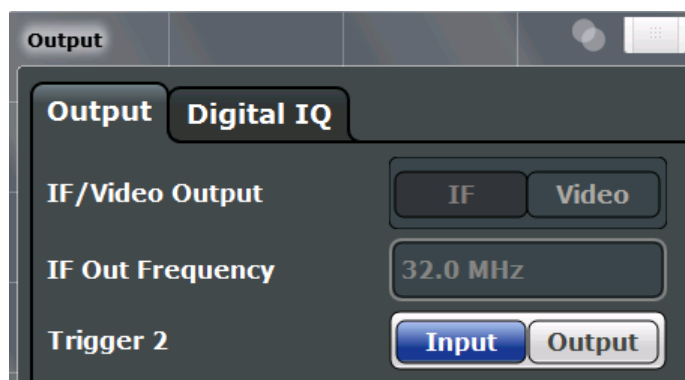 Output
Output Digital IQ
IF/Video Output IF Video
IF Out Frequency 32.0 MHz
Trigger 2 Input Output